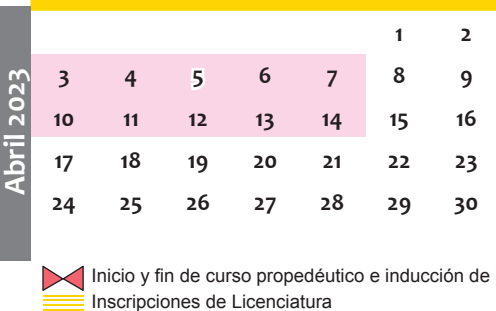 Abril 2023
1 2
3 4 5 6 7 8 9
10 11 12 13 14 15 16
17 18 19 20 21 22 23
24 25 26 27 28 29 30
Inicio y fin de curso propedéutico e inducción de
Inscripciones de Licenciatura